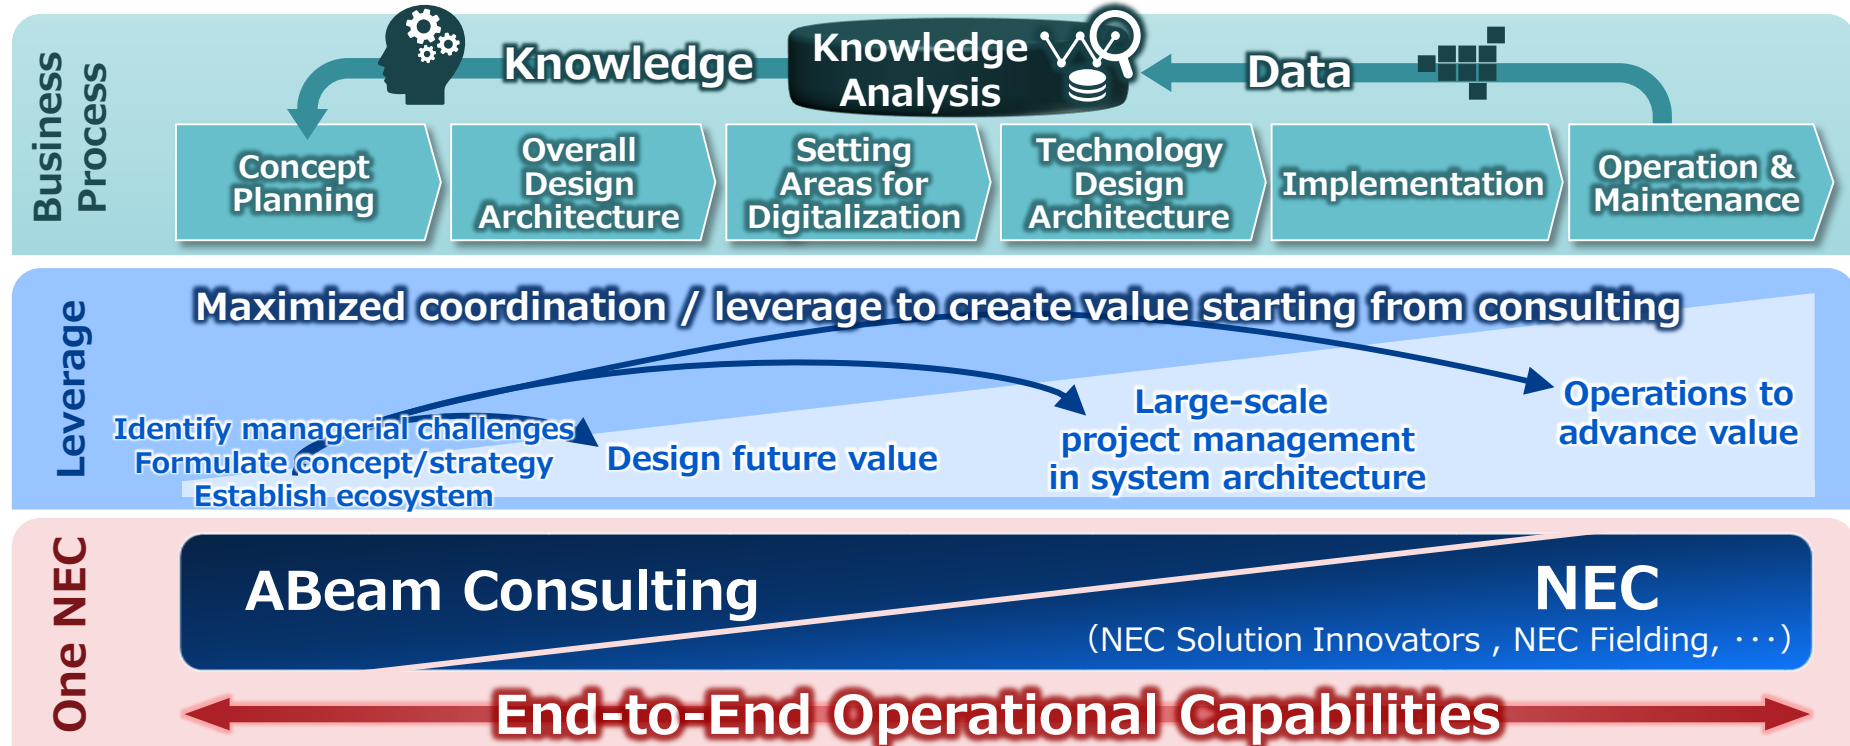 Business
Process
Knowledge
Knowledge
Analysis
Data
Concept
Planning
Overall
Design
Architecture
Setting
Areas for
Digitalization
Technology
Design
Architecture
Implementation
Operation &
Maintenance
Leverage
Maximized coordination / leverage to create value starting from consulting
Identify managerial challenges
Formulate concept/strategy
Establish ecosystem
Design future value
Large-scale
project management
in system architecture
Operations to
advance value
One NEC
ABeam Consulting
NEC
(NEC Solution Innovators , NEC Fielding, ･･･)
End-to-End Operational Capabilities